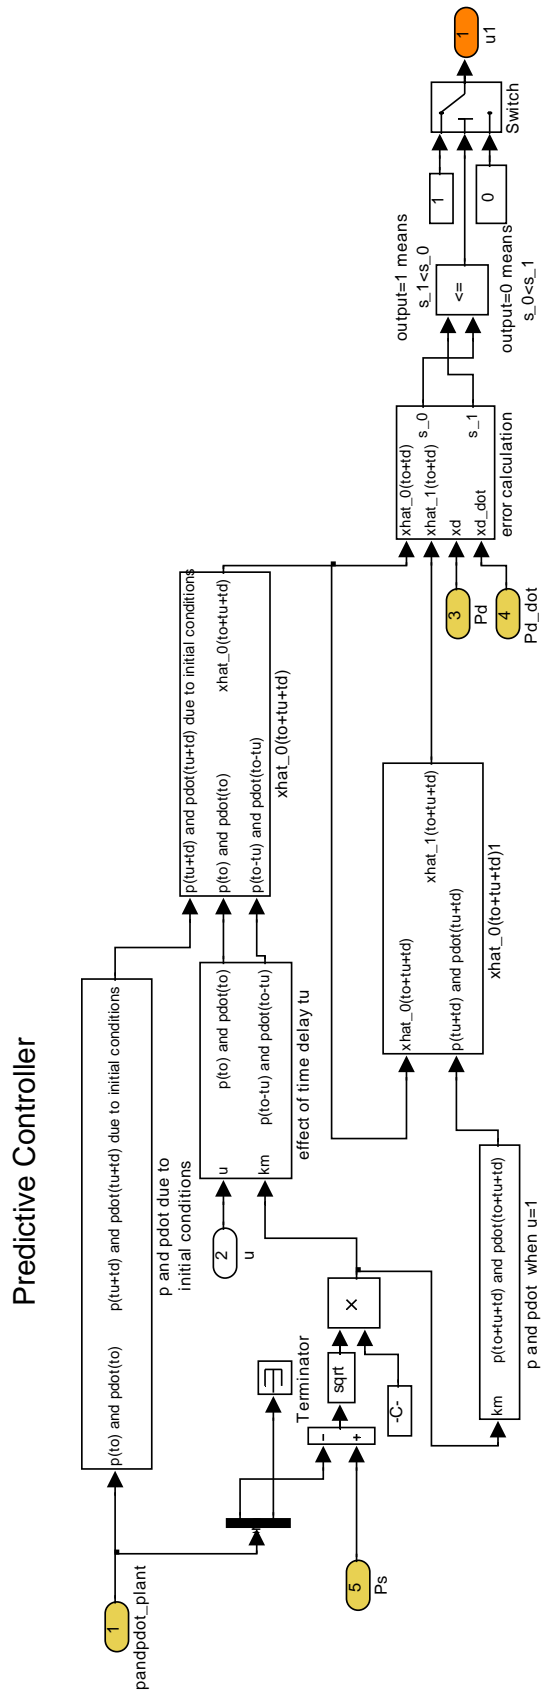 Predictive Controller
1
pandpdot_plant
p(to) and pdot(to)
p(tu+td) and pdot(tu+td) due to initial conditions
p and pdot due to
initial conditions
2
u
u
km
p(to) and pdot(to)
p(to-tu) and pdot(to-tu)
effect of time delay tu
p(tu+td) and pdot(tu+td) due to initial conditions
p(to) and pdot(to)
p(to-tu) and pdot(to-tu)
xhat_0(to+tu+td)
xhat_0(to+tu+td)
Terminator
5
Ps
-
+
sqrt
-C-
×
km
p(to+tu+td) and pdot(to+tu+td)
p and pdot when u=1
xhat_0(to+tu+td)
p(tu+td) and pdot(tu+td)
xhat_1(to+tu+td)
xhat_0(to+tu+td)1
3
Pd
4
Pd_dot
xhat_0(to+td)
xhat_1(to+td)
xd
xd_dot
s_0
s_1
error calculation
output=1 means
s_1<s_0
<=
output=0 means
s_0<s_1
1
0
Switch
1
u1